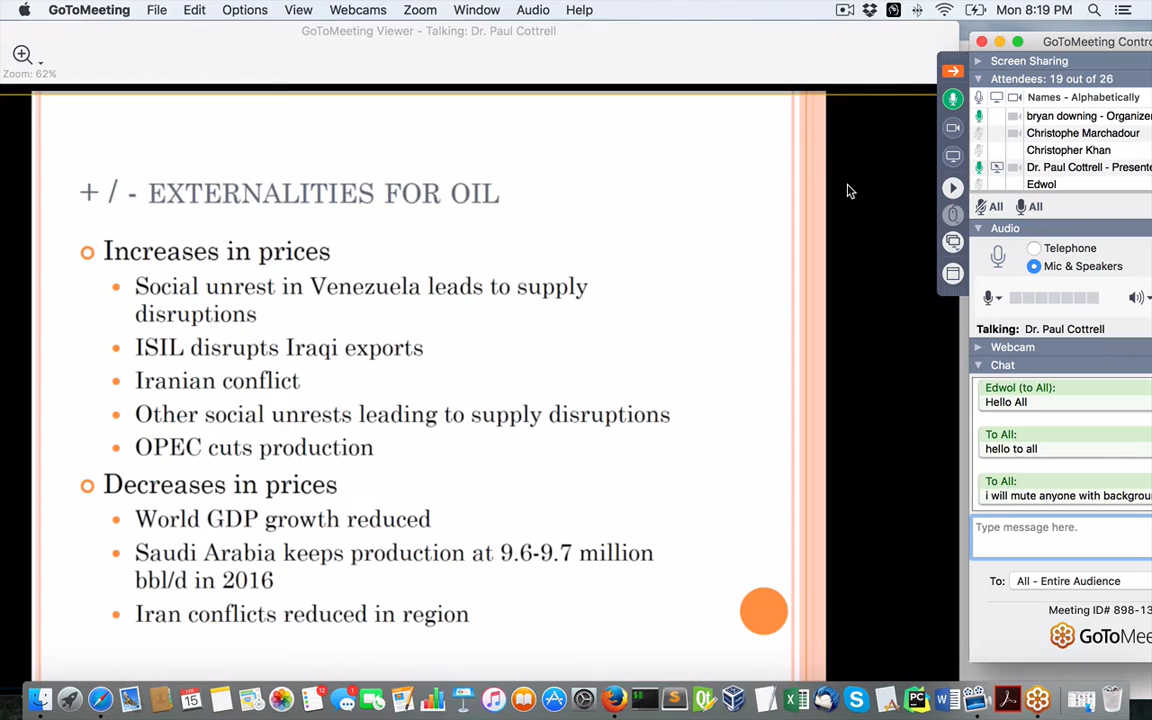 GoToMeeting File Edit Options View Webcams Zoom Window Audio Help Mon 8:19 PM
GoToMeeting Viewer - Talking: Dr. Paul Cottrell
Zoom: 62%
+ / - EXTERNALITIES FOR OIL
Increases in prices
Social unrest in Venezuela leads to supply
disruptions
ISIL disrupts Iraqi exports
Iranian conflict
Other social unrests leading to supply disruptions
OPEC cuts production
Decreases in prices
World GDP growth reduced
Saudi Arabia keeps production at 9.6-9.7 million
bbl/d in 2016
Iran conflicts reduced in region
GoToMeeting Contro
Screen Sharing
Attendees: 19 out of 26
Names - Alphabetically
bryan downing - Organize
Christophe Marchadour
Christopher Khan
Dr. Paul Cottrell - Presente
Edwol
All All
Audio
Telephone
Mic & Speakers
Talking: Dr. Paul Cottrell
Webcam
Chat
Edwol (to All):
Hello All
To All:
hello to all
To All:
i will mute anyone with backgrou
Type message here.
To: All - Entire Audience
Meeting ID# 898-13
GoToMee
15
12